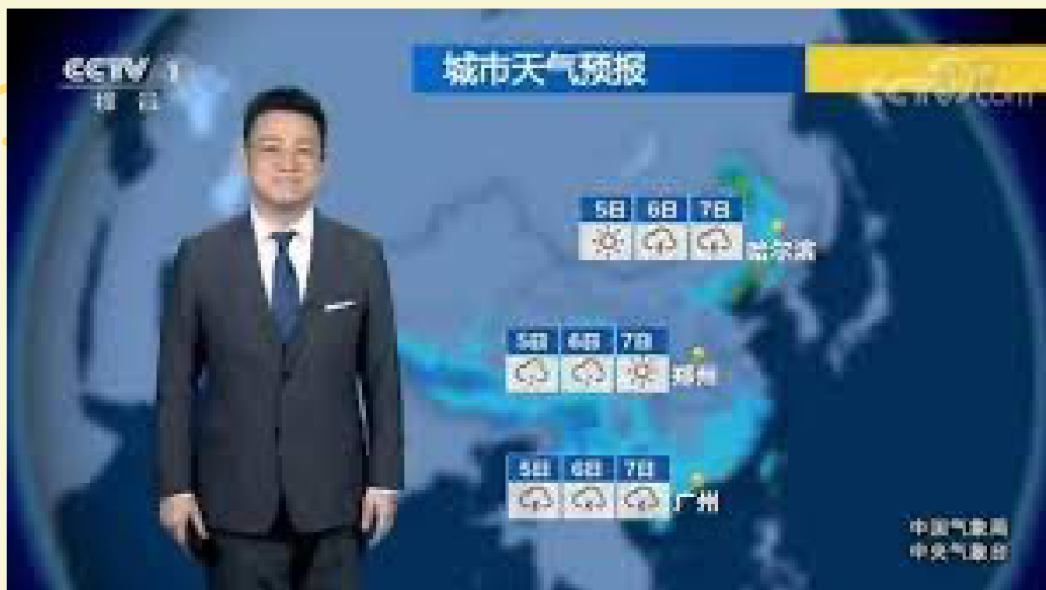 CCTV 1
综合
城市天气预报
5日 6日 7日
哈尔滨
5日 6日 7日
郑州
5日 6日 7日
广州
中国气象局
中央气象台